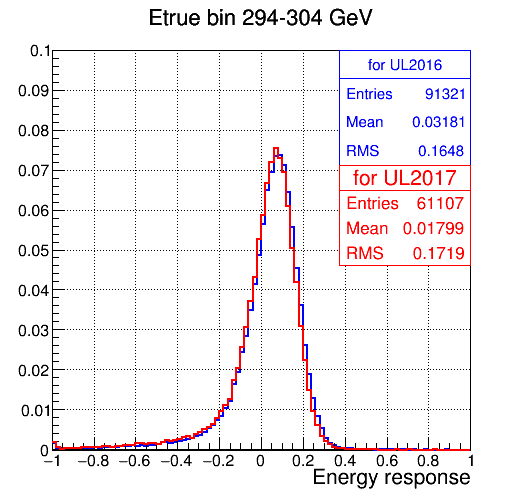 Etrue bin 294-304 GeV
for UL2016
Entries 91321
Mean 0.03181
RMS 0.1648
for UL2017
Entries 61107
Mean 0.01799
RMS 0.1719
0.1
0.09
0.08
0.07
0.06
0.05
0.04
0.03
0.02
0.01
0
−1 −0.8 −0.6 −0.4 −0.2 0 0.2 0.4 0.6 0.8 1
Energy response